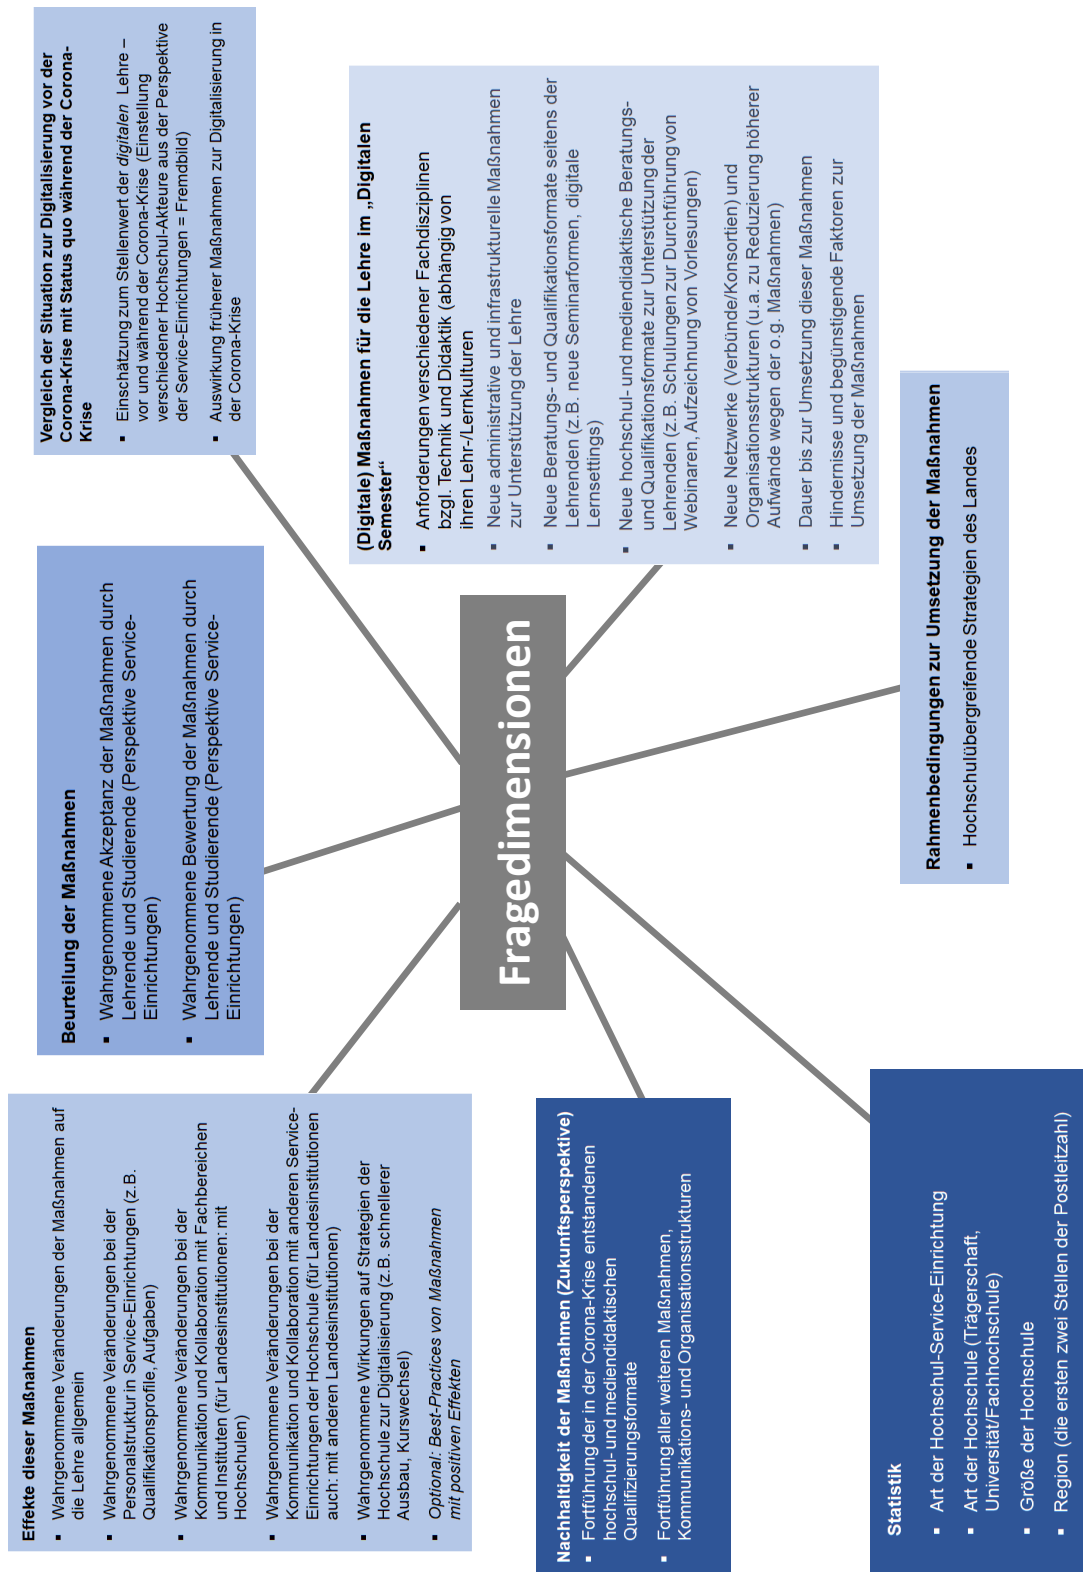 Effekte dieser Maßnahmen
▪ Wahrgenommene Veränderungen der Maßnahmen auf
die Lehre allgemein
▪ Wahrgenommene Veränderungen bei der
Personalstruktur in Service-Einrichtungen (z.B.
Qualifikationsprofile, Aufgaben)
▪ Wahrgenommene Veränderungen bei der
Kommunikation und Kollaboration mit Fachbereichen
und Instituten (für Landesinstitutionen: mit
Hochschulen)
▪ Wahrgenommene Veränderungen bei der
Kommunikation und Kollaboration mit anderen Service-
Einrichtungen der Hochschule (für Landesinstitutionen
auch: mit anderen Landesinstitutionen)
▪ Wahrgenommene Wirkungen auf Strategien der
Hochschule zur Digitalisierung (z.B. schnellerer
Ausbau, Kurswechsel)
▪ Optional: Best-Practices von Maßnahmen
mit positiven Effekten
Beurteilung der Maßnahmen
▪ Wahrgenommene Akzeptanz der Maßnahmen durch
Lehrende und Studierende (Perspektive Service-
Einrichtungen)
▪ Wahrgenommene Bewertung der Maßnahmen durch
Lehrende und Studierende (Perspektive Service-
Einrichtungen)
Vergleich der Situation zur Digitalisierung vor der
Corona-Krise mit Status quo während der Corona-
Krise
▪ Einschätzung zum Stellenwert der digitalen Lehre –
vor und während der Corona-Krise (Einstellung
verschiedener Hochschul-Akteure aus der Perspektive
der Service-Einrichtungen = Fremdbild)
▪ Auswirkung früherer Maßnahmen zur Digitalisierung in
der Corona-Krise
Fragedimensionen
(Digitale) Maßnahmen für die Lehre im „Digitalen
Semester“
▪ Anforderungen verschiedener Fachdisziplinen
bzgl. Technik und Didaktik (abhängig von
ihren Lehr-/Lernkulturen
▪ Neue administrative und infrastrukturelle Maßnahmen
zur Unterstützung der Lehre
▪ Neue Beratungs- und Qualifikationsformate seitens der
Lehrenden (z.B. neue Seminarformen, digitale
Lernsettings)
▪ Neue hochschul- und mediendidaktische Beratungs-
und Qualifikationsformate zur Unterstützung der
Lehrenden (z.B. Schulungen zur Durchführung von
Webinaren, Aufzeichnung von Vorlesungen)
▪ Neue Netzwerke (Verbünde/Konsortien) und
Organisationsstrukturen (u.a. zu Reduzierung höherer
Aufwände wegen der o.g. Maßnahmen)
▪ Dauer bis zur Umsetzung dieser Maßnahmen
▪ Hindernisse und begünstigende Faktoren zur
Umsetzung der Maßnahmen
Nachhaltigkeit der Maßnahmen (Zukunftsperspektive)
▪ Fortführung der in der Corona-Krise entstandenen
hochschul- und mediendidaktischen
Qualifizierungsformate
▪ Fortführung aller weiteren Maßnahmen,
Kommunikations- und Organisationsstrukturen
Statistik
▪ Art der Hochschul-Service-Einrichtung
▪ Art der Hochschule (Trägerschaft,
Universität/Fachhochschule)
▪ Größe der Hochschule
▪ Region (die ersten zwei Stellen der Postleitzahl)
Rahmenbedingungen zur Umsetzung der Maßnahmen
▪ Hochschulübergreifende Strategien des Landes